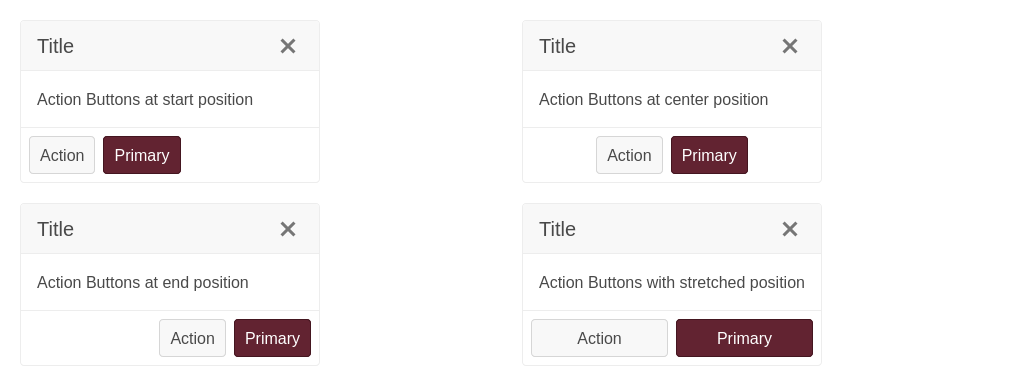 Title
Action Buttons at start position
Action Primary
Title
Action Buttons at center position
Action Primary
Title
Action Buttons at end position
Action Primary
Title
Action Buttons with stretched position
Action Primary